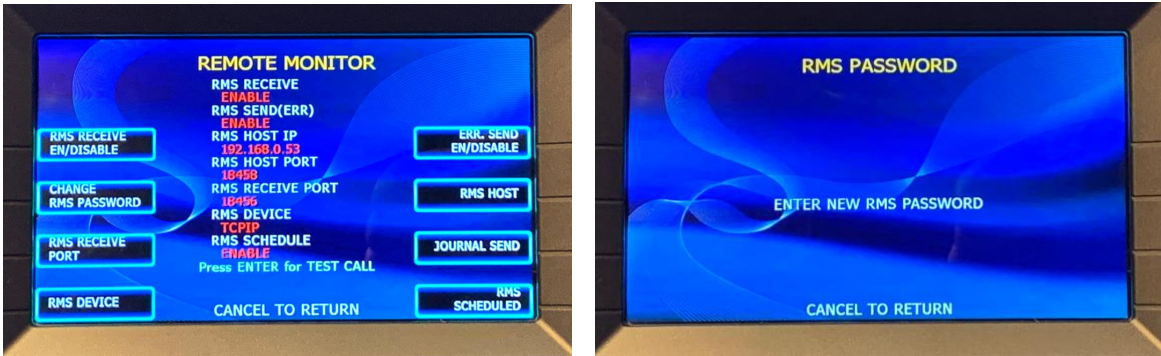 REMOTE MONITOR
RMS RECEIVE
ENABLE
RMS SEND(ERR)
ENABLE
RMS HOST IP
192.168.0.53
RMS HOST PORT
18458
RMS RECEIVE PORT
18456
RMS DEVICE
TCPIP
RMS SCHEDULE
ENABLE
Press ENTER for TEST CALL
CANCEL TO RETURN
RMS RECEIVE
EN/DISABLE
CHANGE
RMS PASSWORD
RMS RECEIVE
PORT
RMS DEVICE
ERR. SEND
EN/DISABLE
RMS HOST
JOURNAL SEND
RMS
SCHEDULED
RMS PASSWORD
ENTER NEW RMS PASSWORD
CANCEL TO RETURN